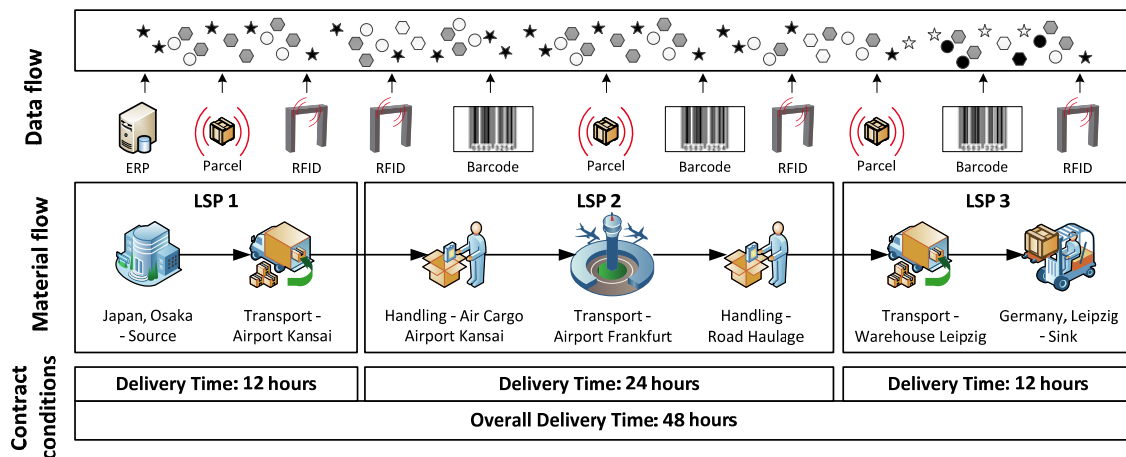 Data flow
ERP
Parcel
RFID
RFID
Barcode
Parcel
Barcode
RFID
Parcel
Barcode
RFID
Material flow
LSP 1
LSP 2
LSP 3
Japan, Osaka
- Source
Transport -
Airport Kansai
Handling - Air Cargo
Airport Kansai
Transport -
Airport Frankfurt
Handling -
Road Haulage
Transport -
Warehouse Leipzig
Germany, Leipzig
- Sink
Contract
conditions
Delivery Time: 12 hours
Delivery Time: 24 hours
Delivery Time: 12 hours
Overall Delivery Time: 48 hours